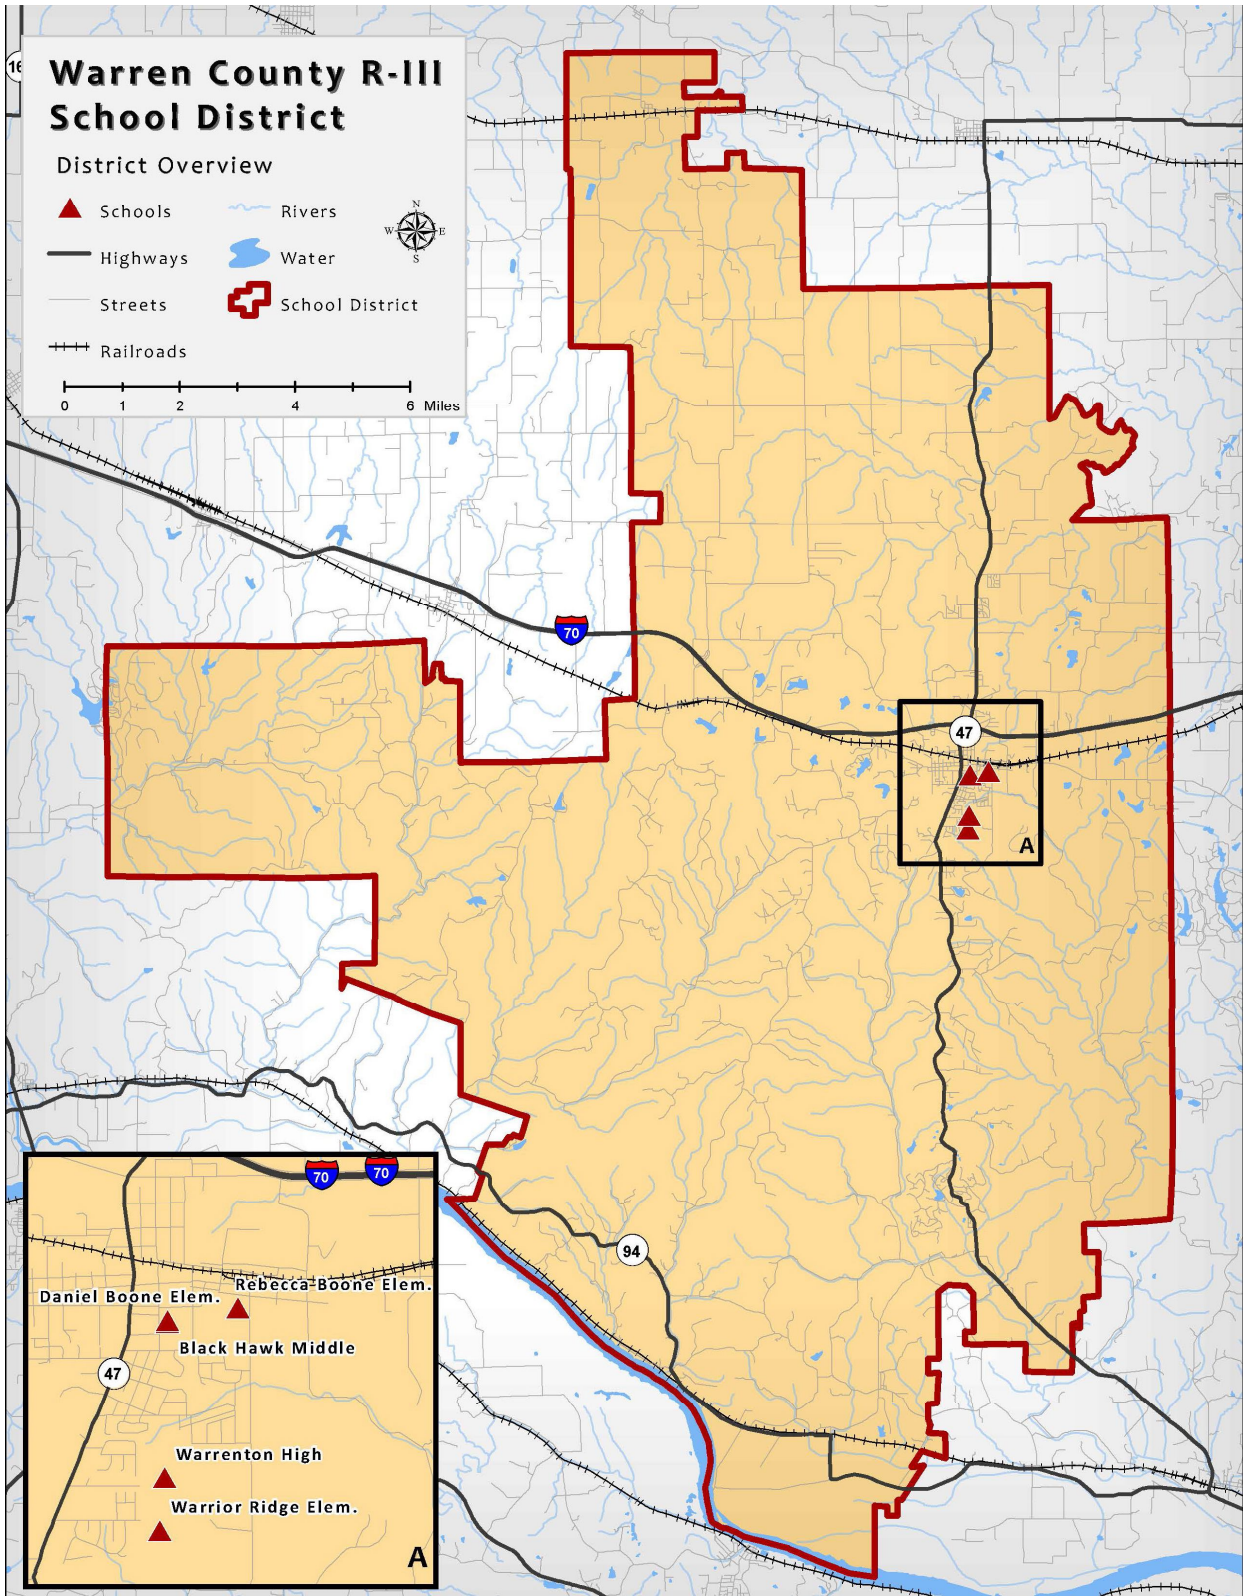 16
Warren County R-III
School District
District Overview
Schools
Rivers
N
W
E
S
Highways
Water
Streets
School District
Railroads
0 1 2 4 6 Miles
70
47
A
94
70
70
Rebecca Boone Elem.
Daniel Boone Elem.
Black Hawk Middle
47
Warrenton High
Warrior Ridge Elem.
A